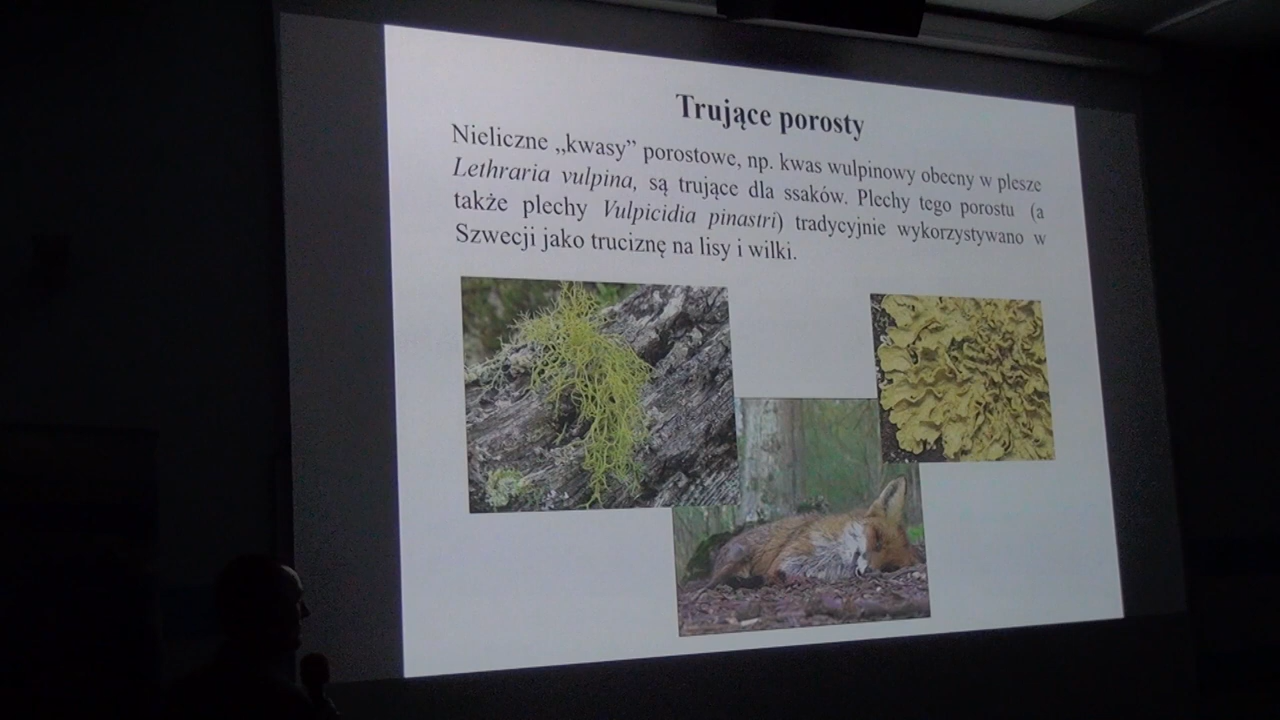 Trujące porosty
Nieliczne „kwasy” porostowe, np. kwas wulpinowy obecny w plesze
Lethraria vulpina, są trujące dla ssaków. Plechy tego porostu (a
także plechy Vulpicidia pinastri) tradycyjnie wykorzystywano w
Szwecji jako truciznę na lisy i wilki.